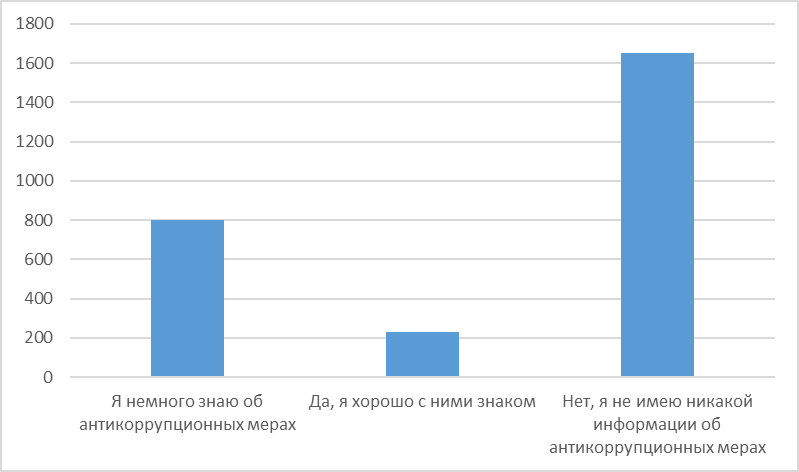 1800
1600
1400
1200
1000
800
600
400
200
0
Я немного знаю об
антикоррупционных мерах
Да, я хорошо с ними знаком
Нет, я не имею никакой
информации об
антикоррупционных мерах